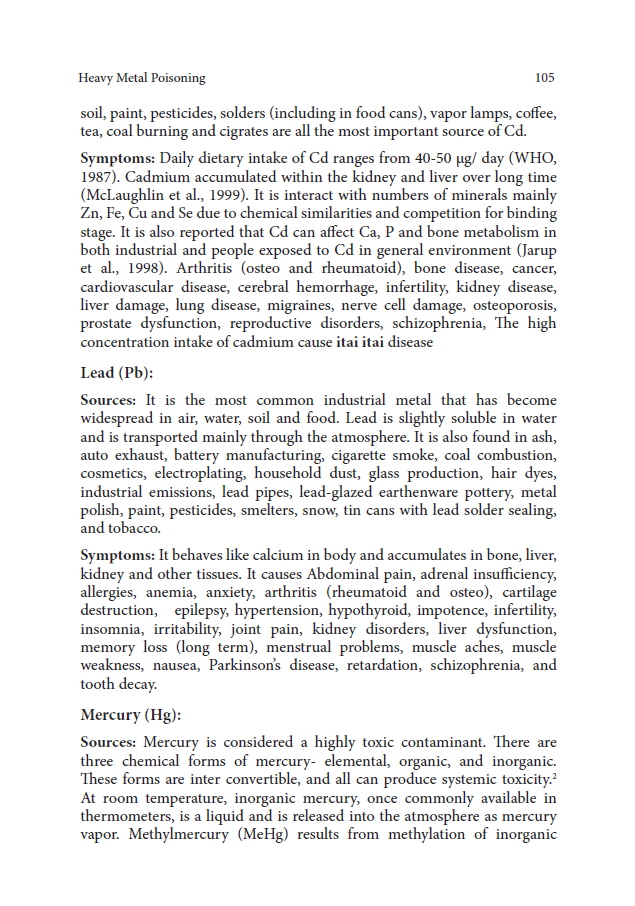 Heavy Metal Poisoning 105
soil, paint, pesticides, solders (including in food cans), vapor lamps, coffee,
tea, coal burning and cigrates are all the most important source of Cd.
Symptoms: Daily dietary intake of Cd ranges from 40-50 µg/ day (WHO,
1987). Cadmium accumulated within the kidney and liver over long time
(McLaughlin et al., 1999). It is interact with numbers of minerals mainly
Zn, Fe, Cu and Se due to chemical similarities and competition for binding
stage. It is also reported that Cd can affect Ca, P and bone metabolism in
both industrial and people exposed to Cd in general environment (Jarup
et al., 1998). Arthritis (osteo and rheumatoid), bone disease, cancer,
cardiovascular disease, cerebral hemorrhage, infertility, kidney disease,
liver damage, lung disease, migraines, nerve cell damage, osteoporosis,
prostate dysfunction, reproductive disorders, schizophrenia, The high
concentration intake of cadmium cause itai itai disease
Lead (Pb):
Sources: It is the most common industrial metal that has become
widespread in air, water, soil and food. Lead is slightly soluble in water
and is transported mainly through the atmosphere. It is also found in ash,
auto exhaust, battery manufacturing, cigarette smoke, coal combustion,
cosmetics, electroplating, household dust, glass production, hair dyes,
industrial emissions, lead pipes, lead-glazed earthenware pottery, metal
polish, paint, pesticides, smelters, snow, tin cans with lead solder sealing,
and tobacco.
Symptoms: It behaves like calcium in body and accumulates in bone, liver,
kidney and other tissues. It causes Abdominal pain, adrenal insufficiency,
allergies, anemia, anxiety, arthritis (rheumatoid and osteo), cartilage
destruction, epilepsy, hypertension, hypothyroid, impotence, infertility,
insomnia, irritability, joint pain, kidney disorders, liver dysfunction,
memory loss (long term), menstrual problems, muscle aches, muscle
weakness, nausea, Parkinson's disease, retardation, schizophrenia, and
tooth decay.
Mercury (Hg):
Sources: Mercury is considered a highly toxic contaminant. There are
three chemical forms of mercury- elemental, organic, and inorganic.
These forms are inter convertible, and all can produce systemic toxicity.²
At room temperature, inorganic mercury, once commonly available in
thermometers, is a liquid and is released into the atmosphere as mercury
vapor. Methylmercury (MeHg) results from methylation of inorganic